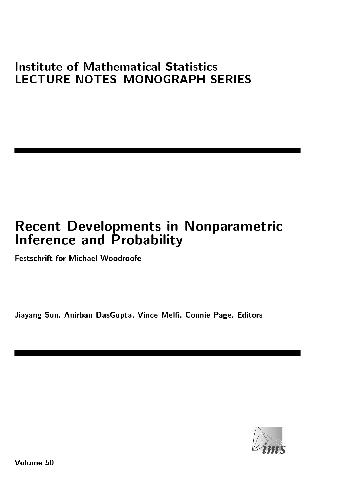 Institute of Mathematical Statistics
LECTURE NOTES–MONOGRAPH SERIES
Recent Developments in Nonparametric
Inference and Probability
Festschrift for Michael Woodroofe
Jiayang Sun, Anirban DasGupta, Vince Melfi, Connie Page, Editors
ims
Volume 50